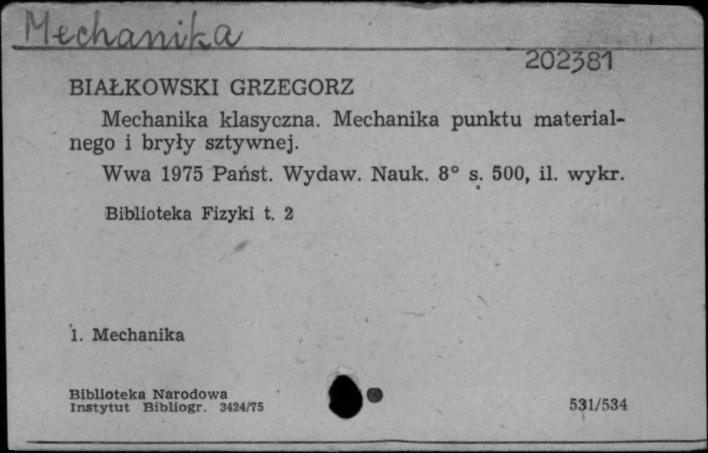 Mechanika
202381
BIAŁKOWSKI GRZEGORZ
Mechanika klasyczna. Mechanika punktu material-
nego i bryły sztywnej.
Wwa 1975 Państ. Wydaw. Nauk. 8° s. 500, il. wykr.
Biblioteka Fizyki t. 2
1. Mechanika
Biblioteka Narodowa
Instytut Bibliogr. 3424/75
531/534